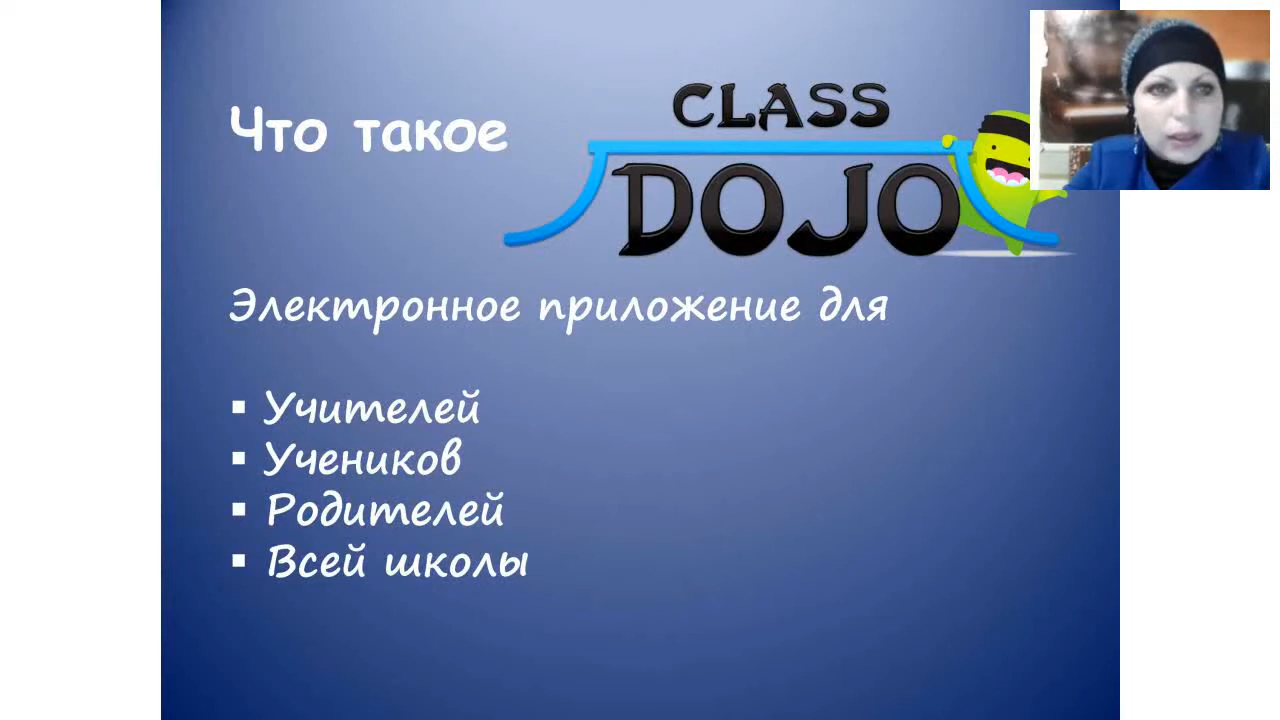 Что такое
CLASS
DOJO
Электронное приложение для
▪ Учителей
▪ Учеников
▪ Родителей
▪ Всей школы